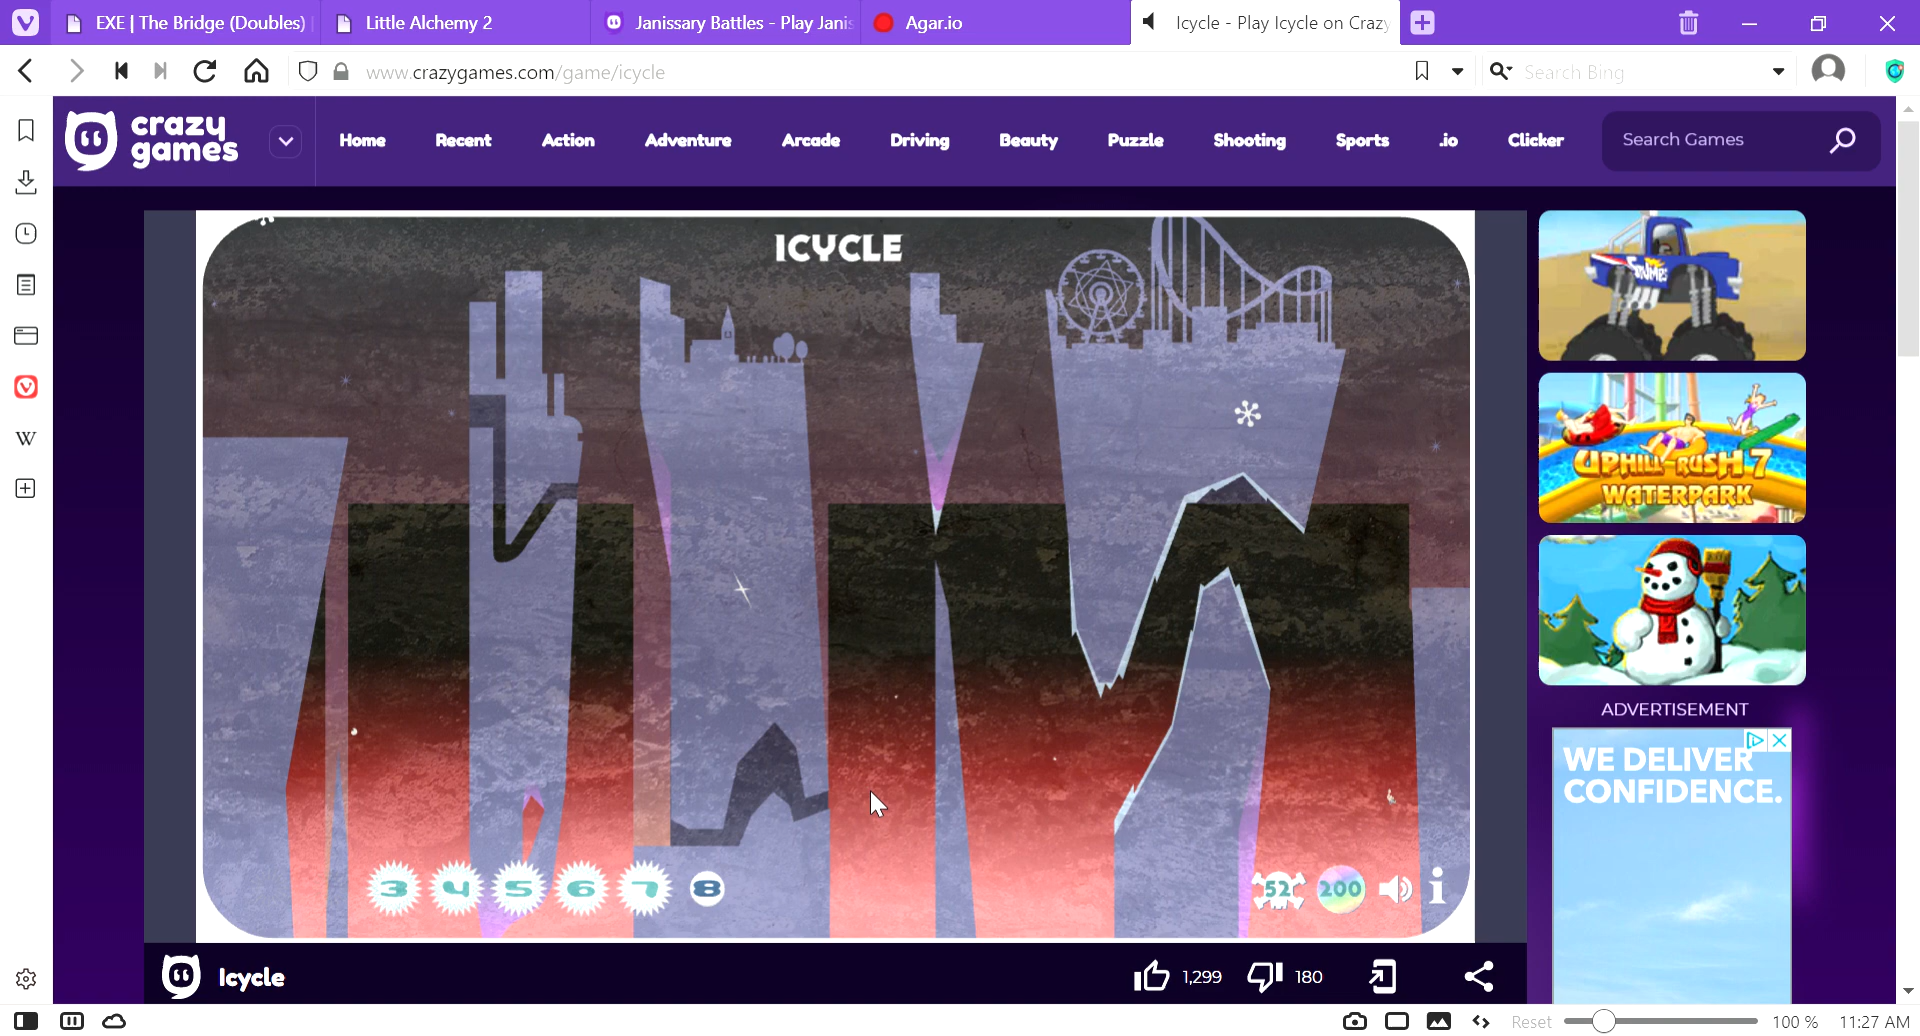 EXE | The Bridge (Doubles) |
Little Alchemy 2
Janissary Battles - Play Janis
Agar.io
Icycle - Play Icycle on Crazy
www.crazygames.com/game/icycle
Search Bing
crazy
games
Home
Recent
Action
Adventure
Arcade
Driving
Beauty
Puzzle
Shooting
Sports
.io
Clicker
Search Games
ICYCLE
3 4 5 6 7 8
52
200
i
UPHILL RUSH 7
WATERPARK
ADVERTISEMENT
WE DELIVER
CONFIDENCE.
Icycle
1,299
180
W
Reset
100 %
11:27 AM